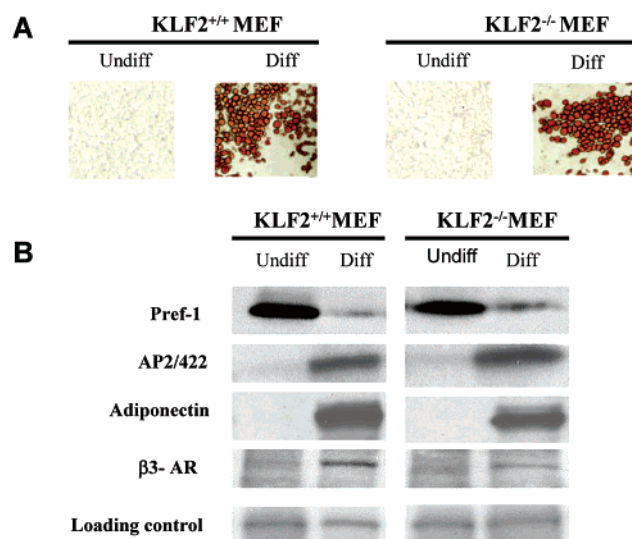 A
KLF2+/+ MEF
KLF2-/- MEF
Undiff
Diff
Undiff
Diff
B
KLF2+/+MEF
KLF2-/-MEF
Undiff
Diff
Undiff
Diff
Pref-1
AP2/422
Adiponectin
β3- AR
Loading control